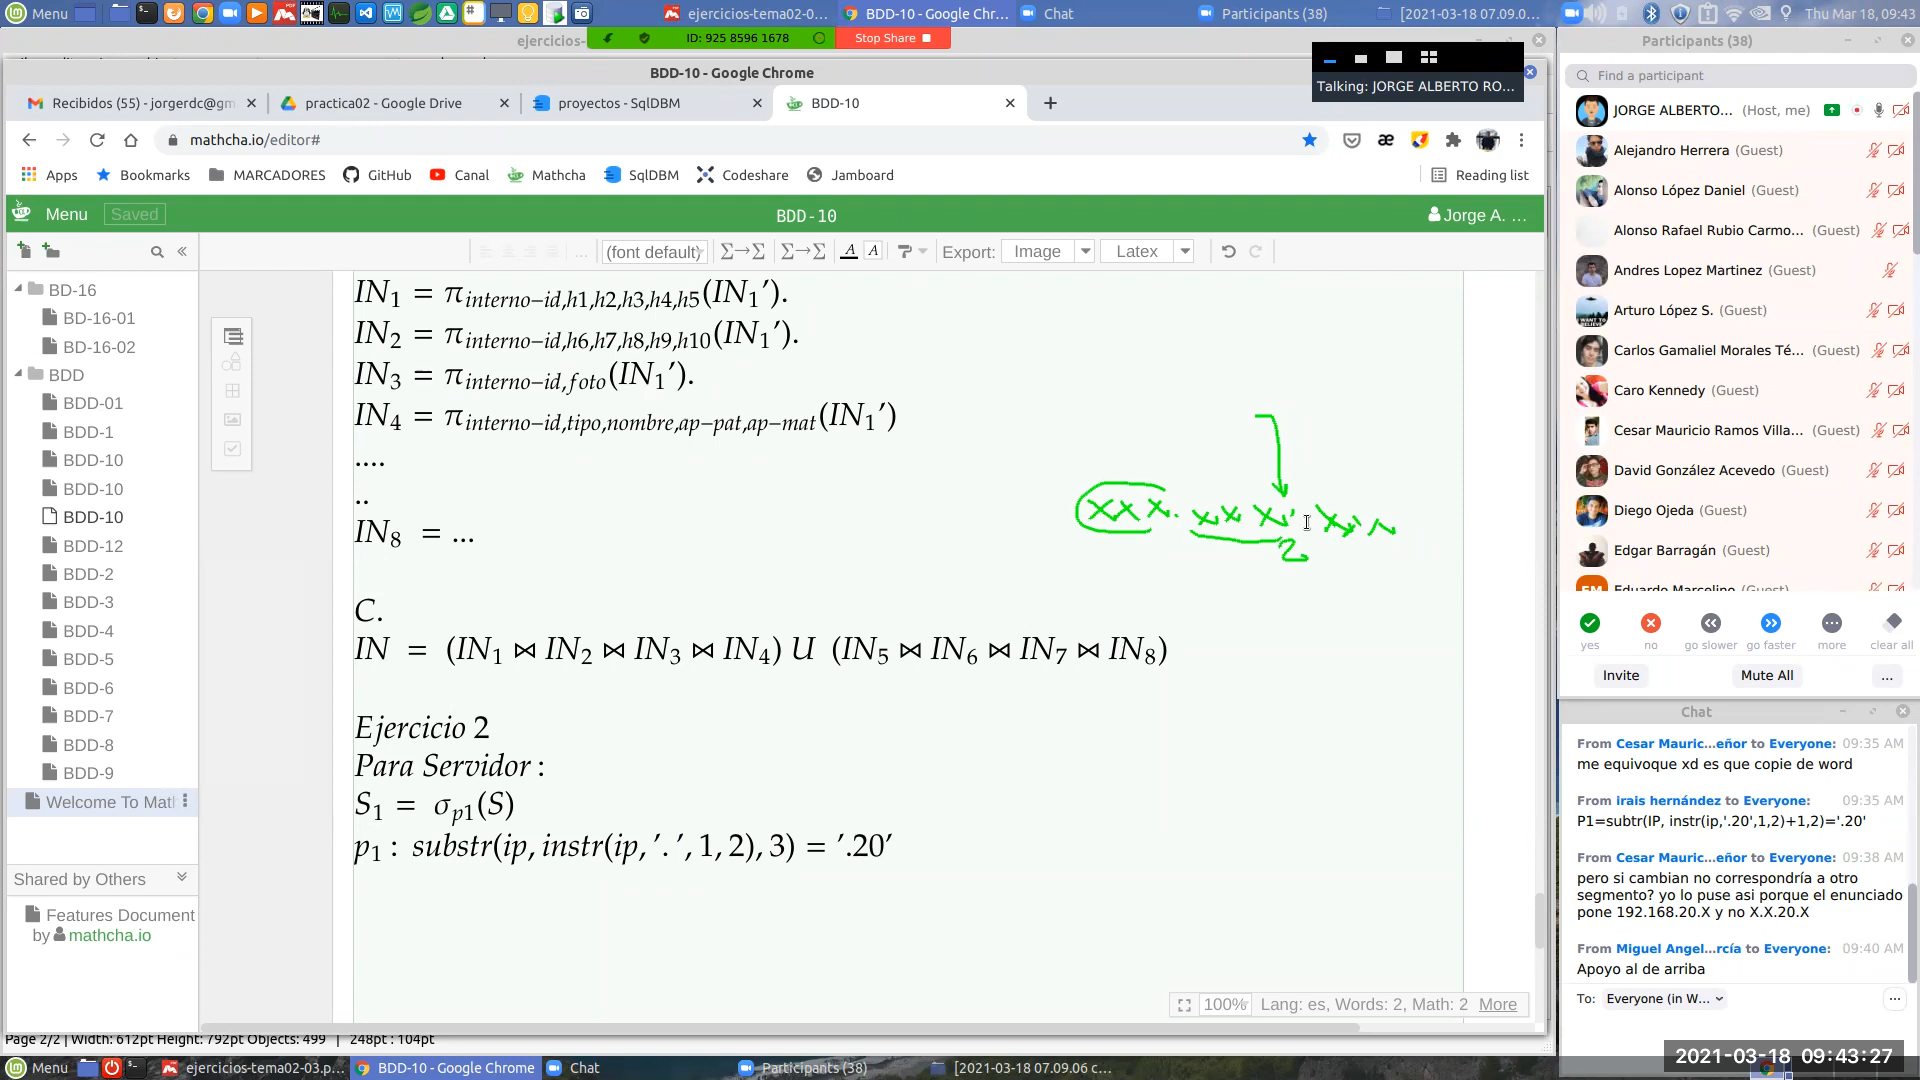 Menu
ejercicios-tema02-0...
BDD-10 - Google Chr...
Chat
Participants (38)
[2021-03-18 07.09.0...
Thu Mar 18, 09:43
ejercicios-
ID: 925 8596 1678
Stop Share
Participants (38)
BDD-10 - Google Chrome
Talking: JORGE ALBERTO RO...
Recibidos (55) - jorgerdc@gm
practica02 - Google Drive
proyectos - SqlDBM
BDD-10
mathcha.io/editor#
Apps
Bookmarks
MARCADORES
GitHub
Canal
Mathcha
SqlDBM
Codeshare
Jamboard
Reading list
Menu
Saved
BDD-10
Jorge A. ...
(font default)
Σ→Σ
Σ→Σ
A
A
Export:
Image
Latex
BD-16
BD-16-01
BD-16-02
BDD
BDD-01
BDD-1
BDD-10
BDD-10
BDD-10
BDD-12
BDD-2
BDD-3
BDD-4
BDD-5
BDD-6
BDD-7
BDD-8
BDD-9
Welcome To Mat
Shared by Others
Features Document
by mathcha.io
IN₁ = π interno−id,h1,h2,h3,h4,h5(IN₁′).
IN₂ = π interno−id,h6,h7,h8,h9,h10(IN₁′).
IN₃ = π interno−id,foto(IN₁′).
IN₄ = π interno−id,tipo,nombre,ap−pat,ap−mat(IN₁′)
....
..
IN₈ = ...
xxx. xxx. xxx
2
C.
IN = (IN₁ ⋈ IN₂ ⋈ IN₃ ⋈ IN₄) U (IN₅ ⋈ IN₆ ⋈ IN₇ ⋈ IN₈)
Ejercicio 2
Para Servidor :
S₁ = σp1(S)
p₁ : substr(ip, instr(ip, ′. ′, 1, 2), 3) = ′.20′
100%
Lang: es, Words: 2, Math: 2
More
Page 2/2 | Width: 612pt Height: 792pt Objects: 499 | 248pt : 104pt
Find a participant
JORGE ALBERTO... (Host, me)
Alejandro Herrera (Guest)
Alonso López Daniel (Guest)
Alonso Rafael Rubio Carmo... (Guest)
Andres Lopez Martinez (Guest)
Arturo López S. (Guest)
Carlos Gamaliel Morales Té... (Guest)
Caro Kennedy (Guest)
Cesar Mauricio Ramos Villa... (Guest)
David González Acevedo (Guest)
Diego Ojeda (Guest)
Edgar Barragán (Guest)
Eduardo Marcelino (Guest)
yes
no
go slower
go faster
more
clear all
Invite
Mute All
...
Chat
From Cesar Mauric...eñor to Everyone: 09:35 AM
me equivoque xd es que copie de word
From irais hernández to Everyone: 09:35 AM
P1=subtr(IP, instr(ip,'.20',1,2)+1,2)='.20'
From Cesar Mauric...eñor to Everyone: 09:38 AM
pero si cambian no correspondría a otro
segmento? yo lo puse asi porque el enunciado
pone 192.168.20.X y no X.X.20.X
From Miguel Angel...rcía to Everyone: 09:40 AM
Apoyo al de arriba
To: Everyone (in W...
...
Menu
ejercicios-tema02-03.p...
BDD-10 - Google Chrome
Chat
Participants (38)
[2021-03-18 07.09.06 c...
2021-03-18 09:43:27